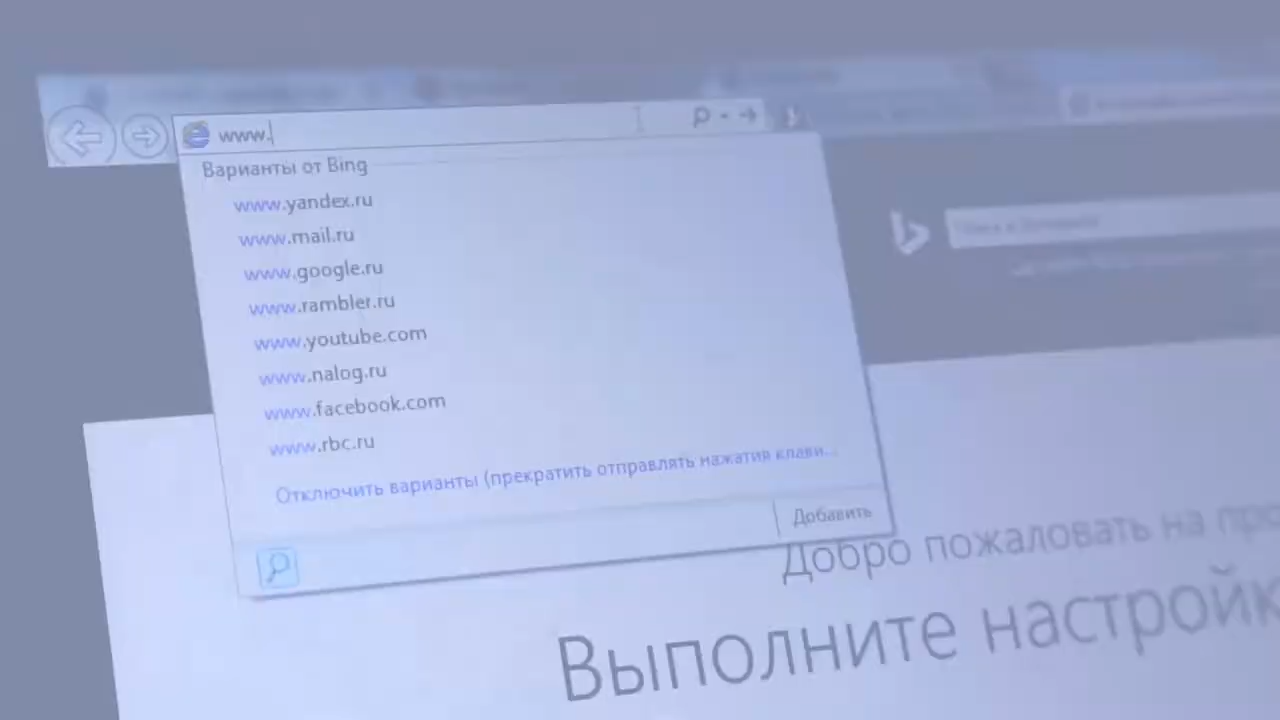 www.
Варианты от Bing
www.yandex.ru
www.mail.ru
www.google.ru
www.rambler.ru
www.youtube.com
www.nalog.ru
www.facebook.com
www.rbc.ru
Отключить варианты (прекратить отправлять нажатия клави...
Добавить
Добро пожаловать на про
Выполните настройк